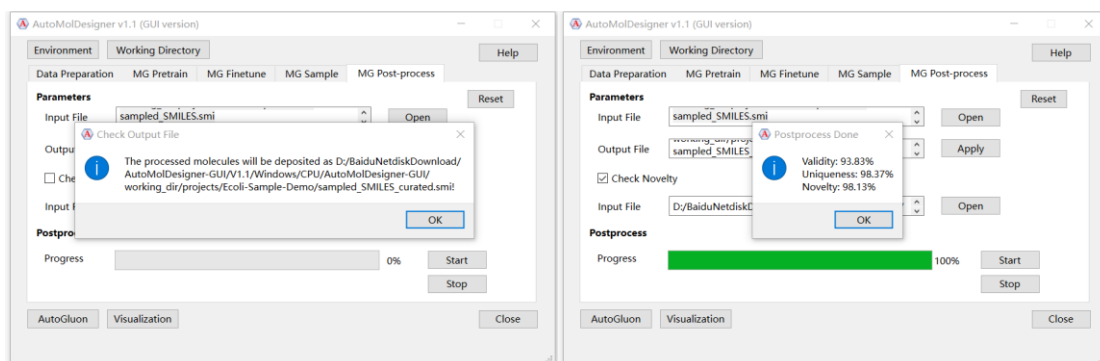 AutoMolDesigner v1.1 (GUI version)
Environment Working Directory Help
Data Preparation MG Pretrain MG Finetune MG Sample MG Post-process
Parameters Reset
Input File sampled_SMILES.smi Open
Check Output File
The processed molecules will be deposited as D:/BaiduNetdiskDownload/
AutoMolDesigner-GUI/V1.1/Windows/CPU/AutoMolDesigner-GUI/
working_dir/projects/Ecoli-Sample-Demo/sampled_SMILES_curated.smi!
OK
Outpu
Che
Input F
Postpro
Progress 0% Start
Stop
AutoGluon Visualization Close
AutoMolDesigner v1.1 (GUI version)
Environment Working Directory Help
Data Preparation MG Pretrain MG Finetune MG Sample MG Post-process
Parameters Reset
Input File sampled_SMILES.smi Open
Output File sampled_SMILES Apply
Check Novelty
Input File D:/BaiduNetdiskD Open
Postprocess Done
Validity: 93.83%
Uniqueness: 98.37%
Novelty: 98.13%
OK
Postprocess
Progress 100% Start
Stop
AutoGluon Visualization Close